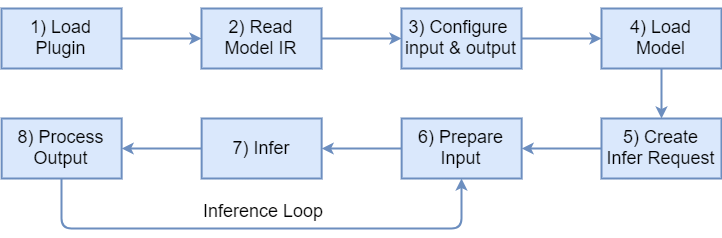 1) Load
Plugin
2) Read
Model IR
3) Configure
input & output
4) Load
Model
8) Process
Output
7) Infer
6) Prepare
Input
5) Create
Infer Request
Inference Loop